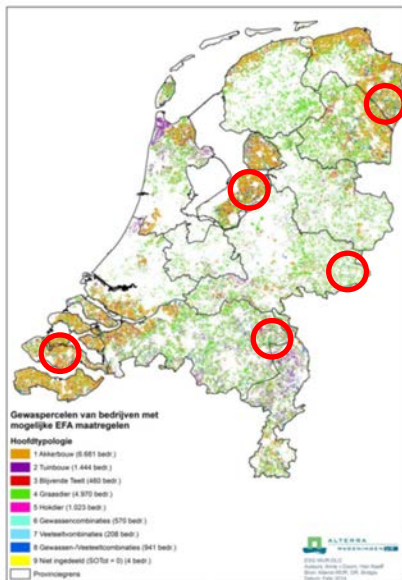 Gewaspercelen van bedrijven met
mogelijke EFA maatregelen
Hoofdtypologie
1 Akkerbouw (6.681 bedr.)
2 Tuinbouw (1.444 bedr.)
3 Blijvende Teelt (460 bedr.)
4 Graasdier (4.970 bedr.)
5 Hokdier (1.023 bedr.)
6 Gewassencombinaties (570 bedr.)
7 Veeteeltcombinaties (208 bedr.)
8 Gewassen-/Veeteeltcombinaties (941 bedr.)
9 Niet ingedeeld (SOTot = 0) (4 bedr.)
Provinciegrens
ALTERRA
WAGENINGEN UR